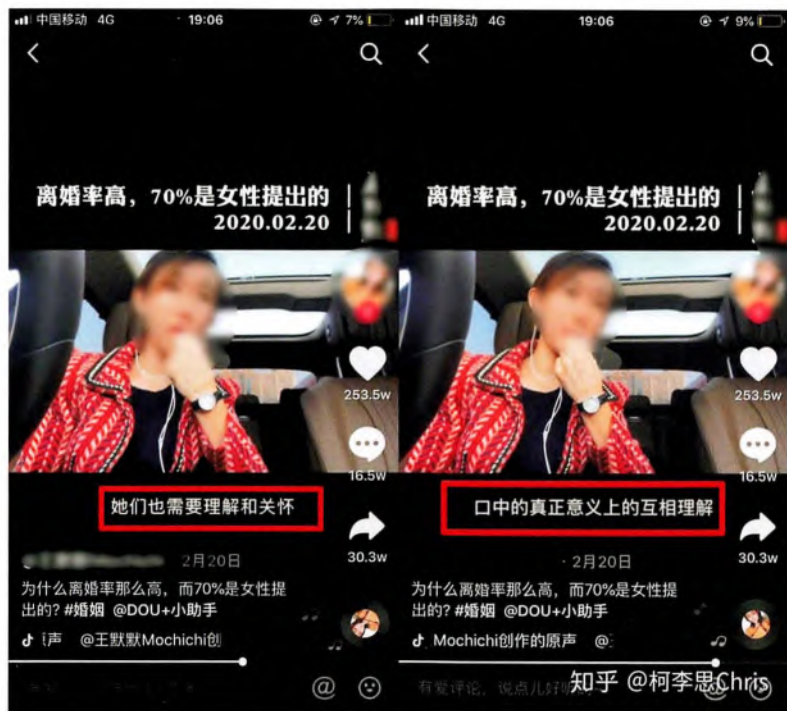 中国移动 4G 19:06 7%
离婚率高，70%是女性提出的
2020.02.20
253.5w
16.5w
她们也需要理解和关怀
30.3w
2月20日
为什么离婚率那么高，而70%是女性提
出的? #婚姻 @DOU+小助手
声 @王默默Mochichi创
@
中国移动 4G 19:06 9%
离婚率高，70%是女性提出的
2020.02.20
253.5w
16.5w
口中的真正意义上的互相理解
30.3w
· 2月20日
为什么离婚率那么高，而70%是女性提
出的? #婚姻 @DOU+小助手
Mochichi创作的原声 @
有爱评论，说点儿好
@
知乎 @柯李思Chris